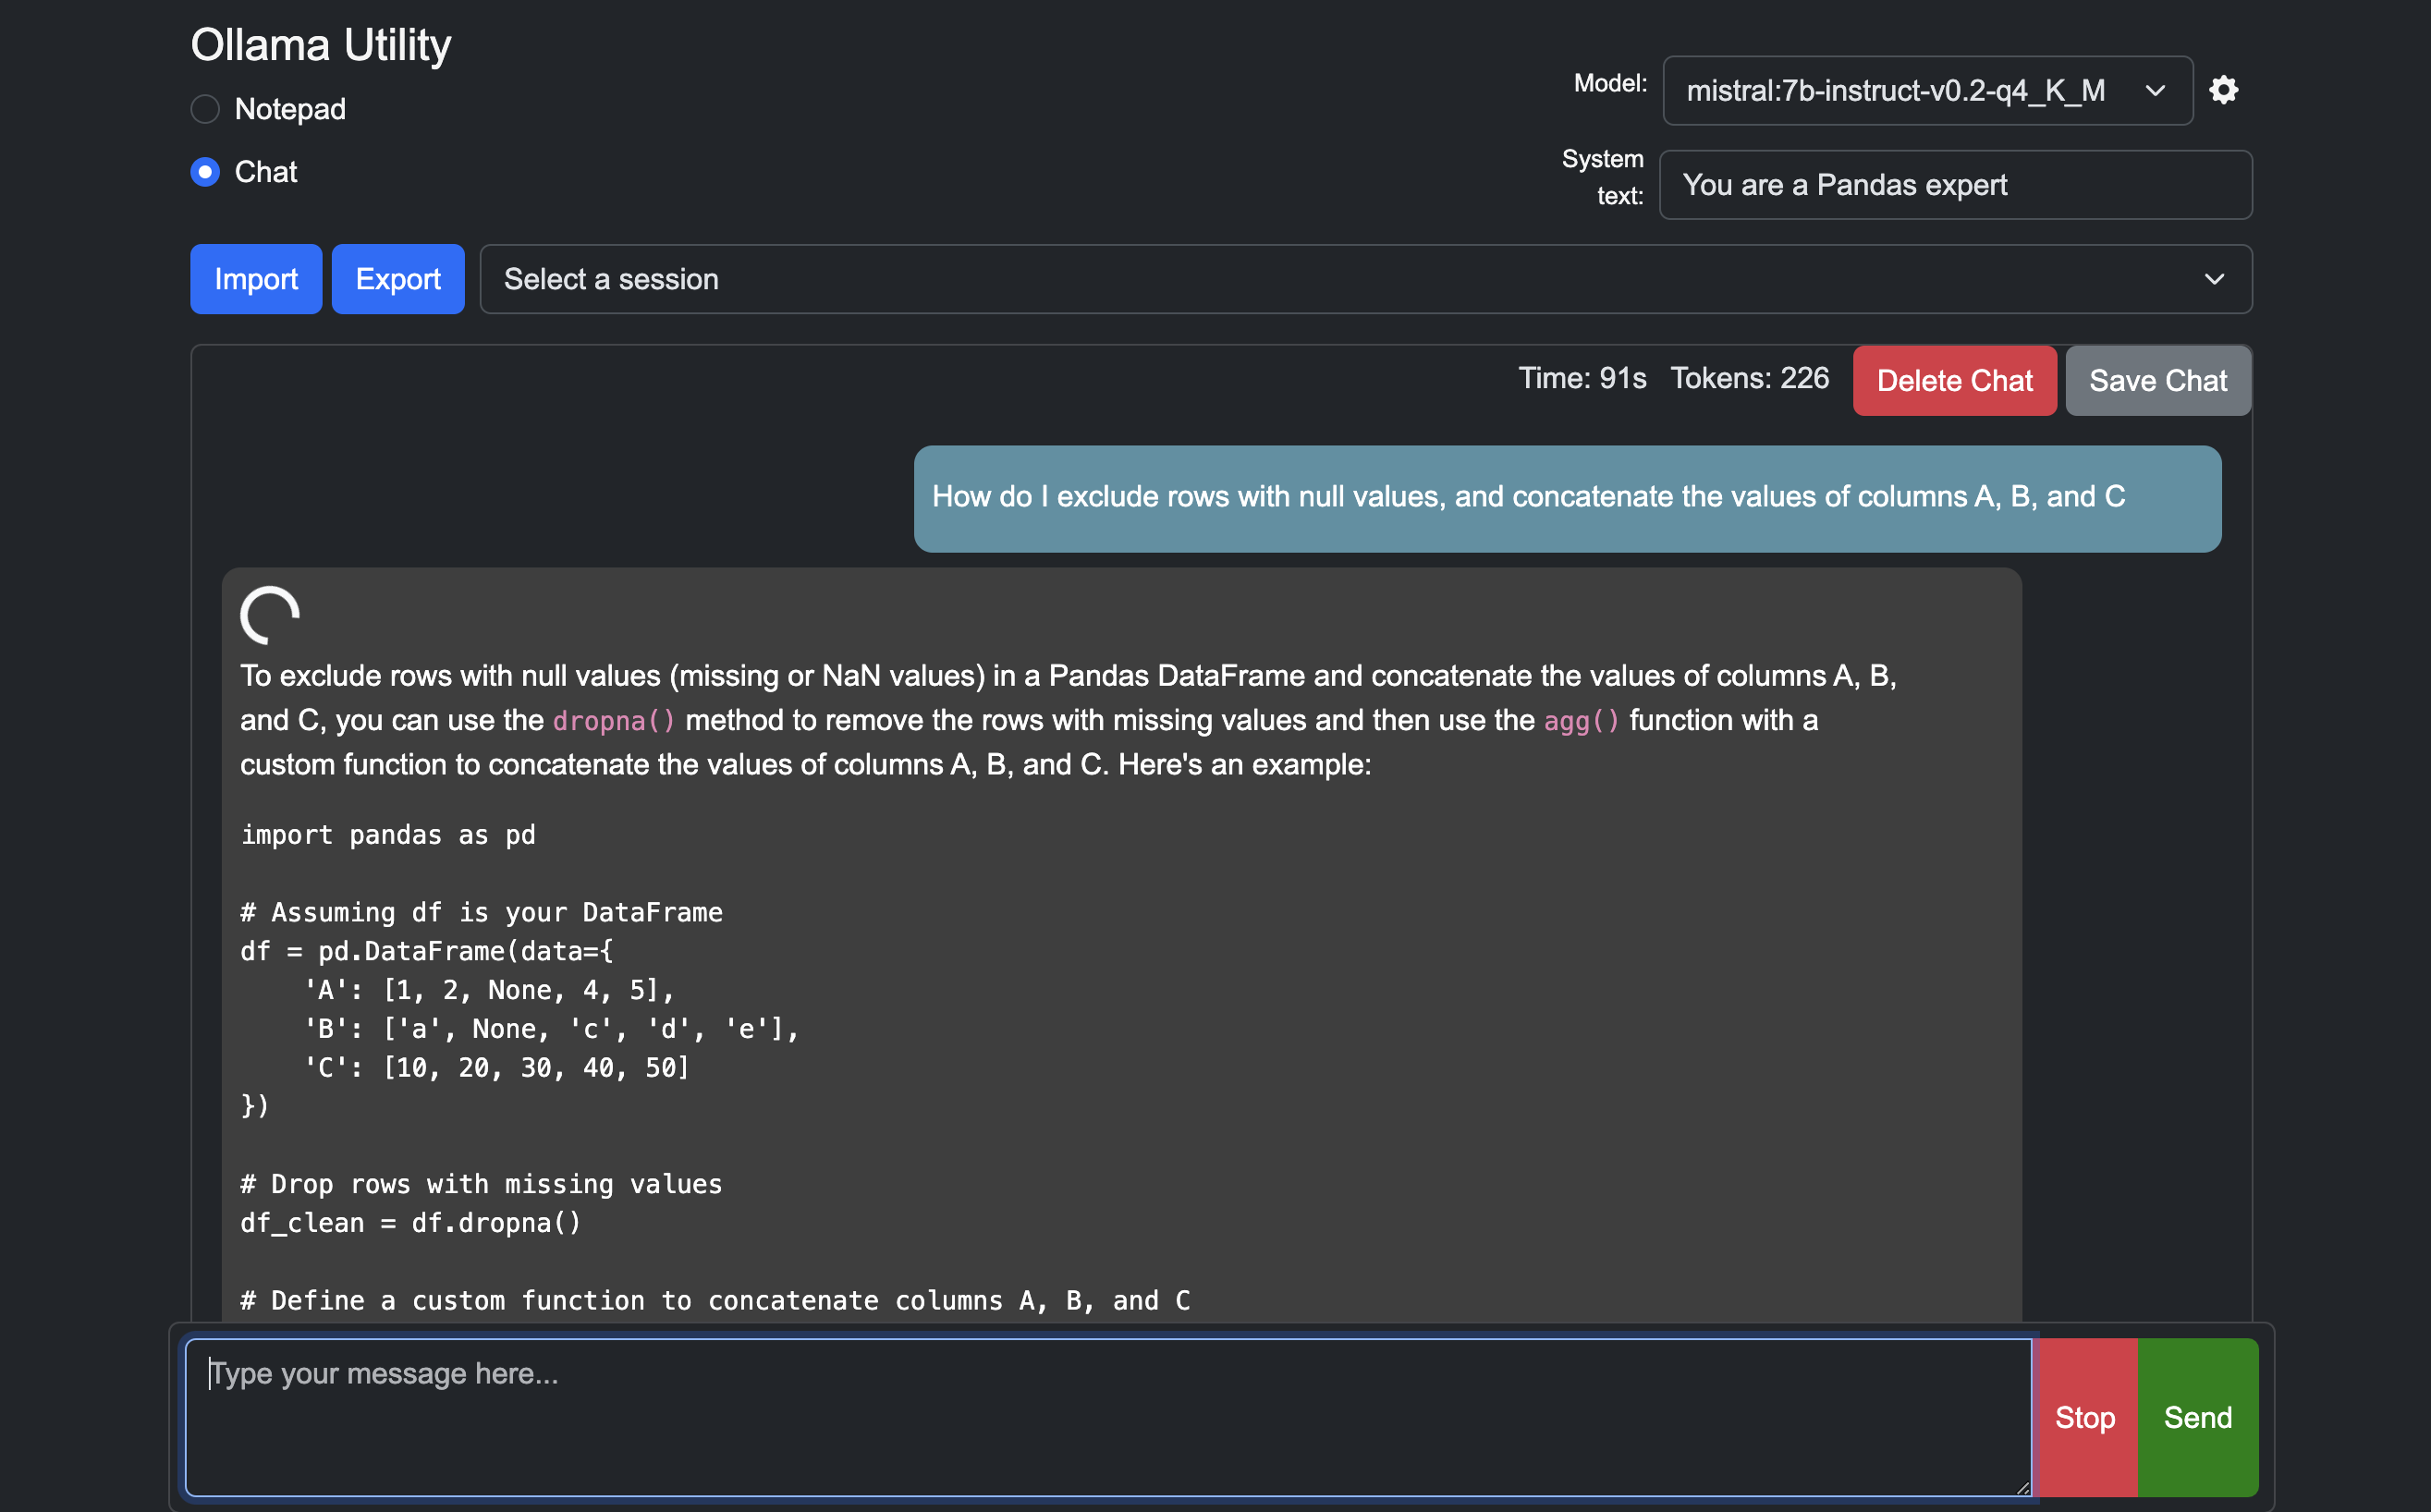 Ollama Utility
Notepad
Chat
Model:
mistral:7b-instruct-v0.2-q4_K_M
System
text:
You are a Pandas expert
Import
Export
Select a session
Time: 91s
Tokens: 226
Delete Chat
Save Chat
How do I exclude rows with null values, and concatenate the values of columns A, B, and C
To exclude rows with null values (missing or NaN values) in a Pandas DataFrame and concatenate the values of columns A, B,
and C, you can use the dropna() method to remove the rows with missing values and then use the agg() function with a
custom function to concatenate the values of columns A, B, and C. Here's an example:
import pandas as pd
# Assuming df is your DataFrame
df = pd.DataFrame(data={
    'A': [1, 2, None, 4, 5],
    'B': ['a', None, 'c', 'd', 'e'],
    'C': [10, 20, 30, 40, 50]
})
# Drop rows with missing values
df_clean = df.dropna()
# Define a custom function to concatenate columns A, B, and C
Type your message here...
Stop
Send